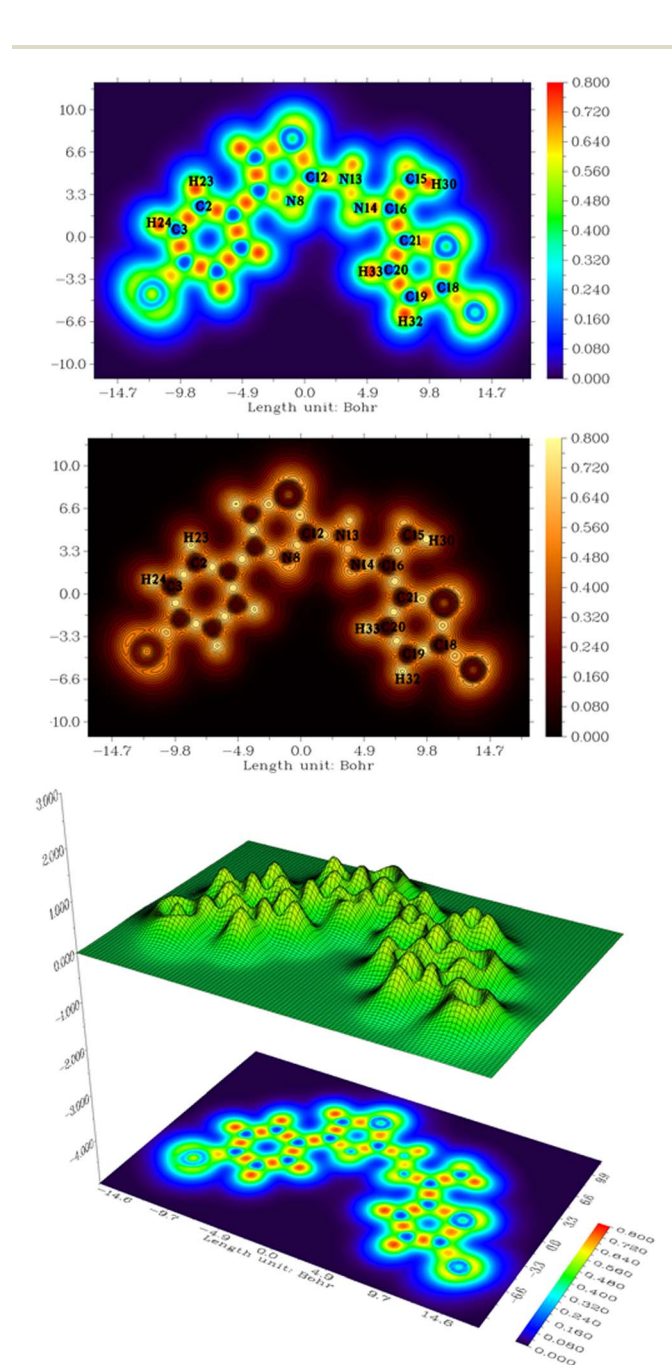 0.800
10.0
0.720
6.6
H23
C12
N13
C15
H30
0.640
3.3
C2
N8
N14
C16
0.560
H24
C3
0.480
0.0
C21
0.400
-3.3
H33
C20
0.320
C19
C18
0.240
-6.6
H32
0.160
-10.0
0.080
0.000
-14.7 -9.8 -4.9 0.0 4.9 9.8 14.7
Length unit: Bohr
0.800
10.0
0.720
6.6
0.640
H23
C12
N13
C15
H30
0.560
3.3
C2
N8
N14
C16
0.480
H24
C3
0.0
C21
0.400
-3.3
H33
C20
0.320
C19
C18
0.240
-6.6
H32
0.160
·10.0
0.080
0.000
-14.7 -9.8 -4.9 0.0 4.9 9.8 14.7
Length unit: Bohr
3.000
2.000
1.000
0.000
-1.000
-2.000
-3.000
-4.000
-14.6 -9.7 -4.9 0.0 4.9 9.7 14.6
Length unit: Bohr
9.9
6.6
3.3
0.0
-3.3
-6.6
0.800
0.720
0.640
0.560
0.480
0.400
0.320
0.240
0.160
0.080
0.000